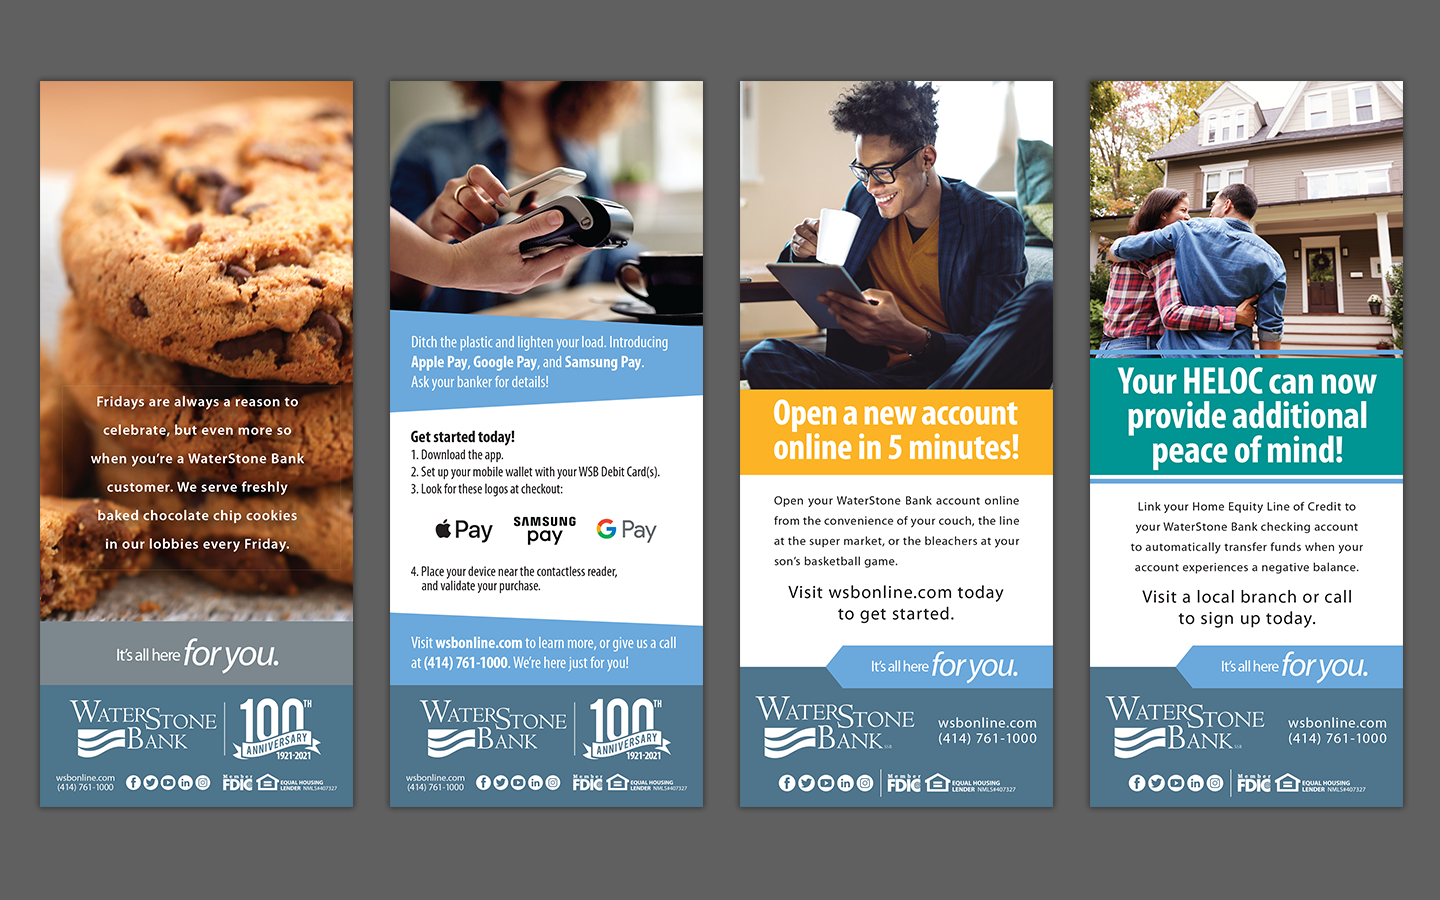 Fridays are always a reason to
celebrate, but even more so
when you're a WaterStone Bank
customer. We serve freshly
baked chocolate chip cookies
in our lobbies every Friday.
It's all here for you.
WATERSTONE
BANK
100TH
ANNIVERSARY
1921-2021
wsbonline.com
(414) 761-1000
Member
FDIC
EQUAL HOUSING
LENDER NMLS#407327
Ditch the plastic and lighten your load. Introducing
Apple Pay, Google Pay, and Samsung Pay.
Ask your banker for details!
Get started today!
1. Download the app.
2. Set up your mobile wallet with your WSB Debit Card(s).
3. Look for these logos at checkout:
Pay
SAMSUNG
pay
G Pay
4. Place your device near the contactless reader,
and validate your purchase.
Visit wsbonline.com to learn more, or give us a call
at (414) 761-1000. We're here just for you!
WATERSTONE
BANK
100TH
ANNIVERSARY
1921-2021
wsbonline.com
(414) 761-1000
Member
FDIC
EQUAL HOUSING
LENDER NMLS#407327
Open a new account
online in 5 minutes!
Open your WaterStone Bank account online
from the convenience of your couch, the line
at the super market, or the bleachers at your
son's basketball game.
Visit wsbonline.com today
to get started.
It's all here for you.
WATERSTONE
BANK SSB
wsbonline.com
(414) 761-1000
Member
FDIC
EQUAL HOUSING
LENDER NMLS#407327
Your HELOC can now
provide additional
peace of mind!
Link your Home Equity Line of Credit to
your WaterStone Bank checking account
to automatically transfer funds when your
account experiences a negative balance.
Visit a local branch or call
to sign up today.
It's all here for you.
WATERSTONE
BANK SSB
wsbonline.com
(414) 761-1000
Member
FDIC
EQUAL HOUSING
LENDER NMLS#407327